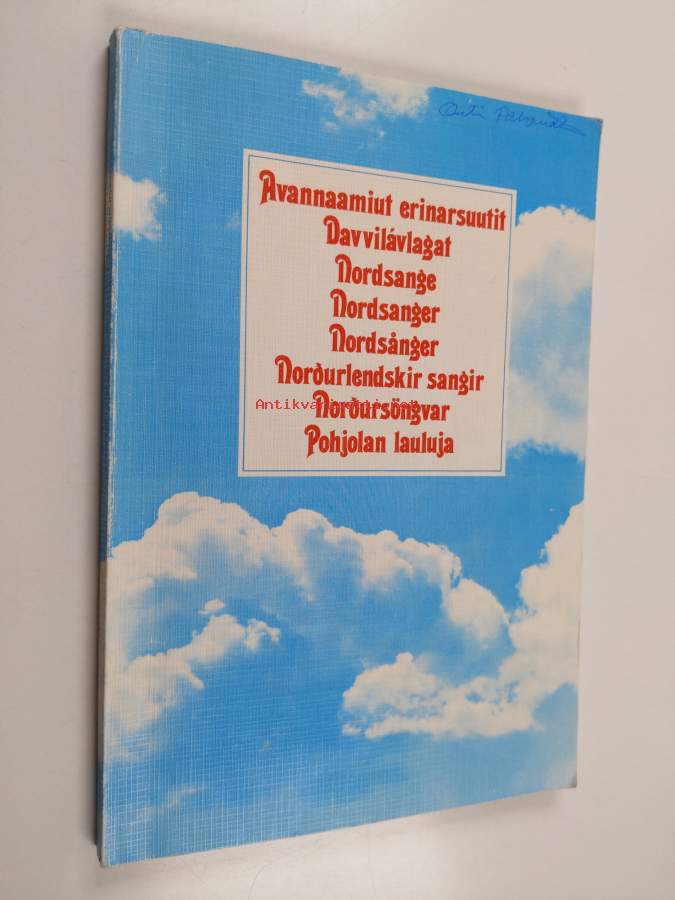 Avannaamiut erinarsuutit
Davvilávlagat
Nordsange
Nordsanger
Nordsånger
Norðurlendskir sangir
Norðursöngvar
Pohjolan lauluja